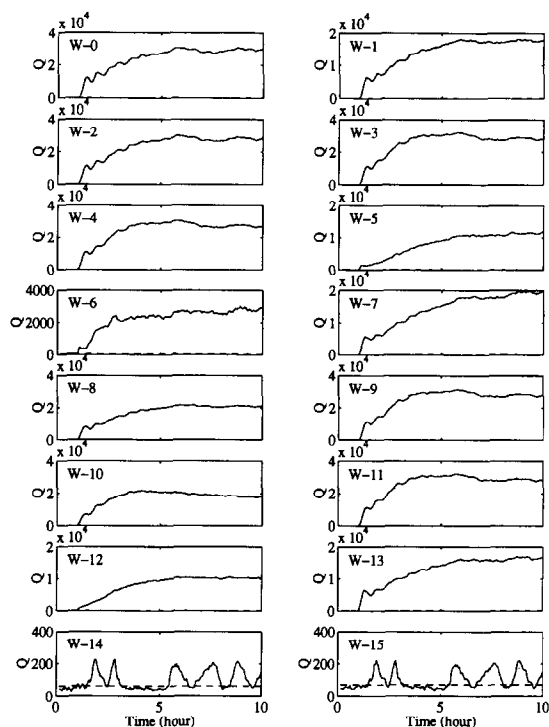 x 10^4
4
W-0
Q
2
0
x 10^4
2
W-1
Q
1
0
x 10^4
4
W-2
Q
2
0
x 10^4
4
W-3
Q
2
0
x 10^4
4
W-4
Q
2
0
x 10^4
2
W-5
Q
1
0
4000
W-6
Q
2000
0
x 10^4
2
W-7
Q
1
0
x 10^4
4
W-8
Q
2
0
x 10^4
4
W-9
Q
2
0
x 10^4
4
W-10
Q
2
0
x 10^4
4
W-11
Q
2
0
x 10^4
2
W-12
Q
1
0
x 10^4
2
W-13
Q
1
0
400
W-14
Q
200
0
0 5 10
Time (hour)
400
W-15
Q
200
0
0 5 10
Time (hour)